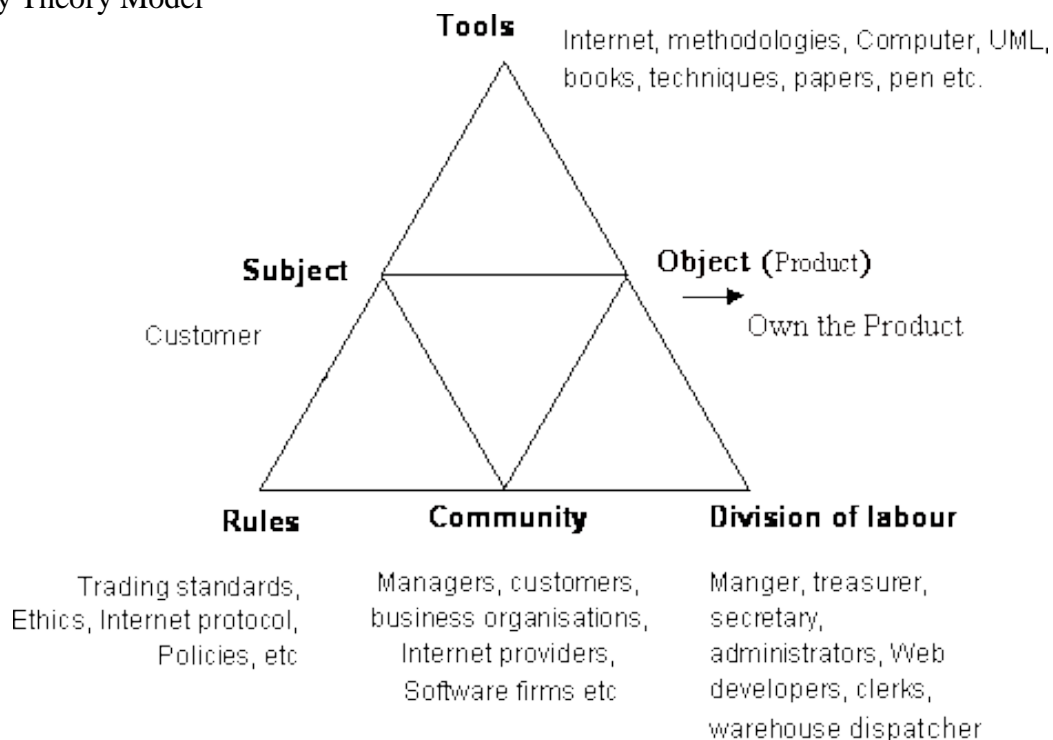 y Theory Model
Tools
Internet, methodologies, Computer, UML,
books, techniques, papers, pen etc.
Subject
Object (Product)
Customer
Own the Product
Rules
Community
Division of labour
Trading standards,
Ethics, Internet protocol,
Policies, etc
Managers, customers,
business organisations,
Internet providers,
Software firms etc
Manger, treasurer,
secretary,
administrators, Web
developers, clerks,
warehouse dispatcher